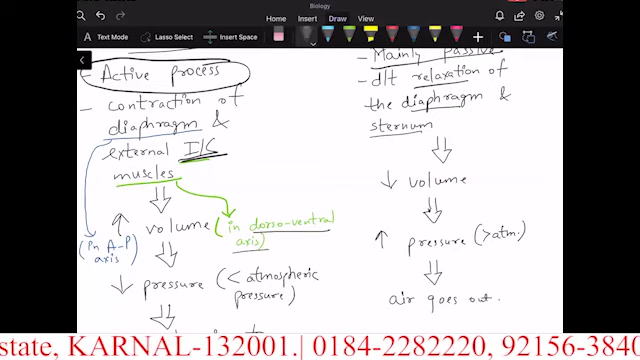 Biology
Home
Insert
Draw
View
Text Mode
Lasso Select
Insert Space
- Active process
- contraction of
diaphragm &
external I/C
muscles
↑ volume (in dorso-ventral
axis)
(in A-P
axis)
↓ pressure (< atmospheric
pressure)
- Mainly passive
- d/t relaxation of
the diaphragm &
sternum
↓ volume
↑ pressure (>atm.)
air goes out.
state, KARNAL-132001.| 0184-2282220, 92156-3840